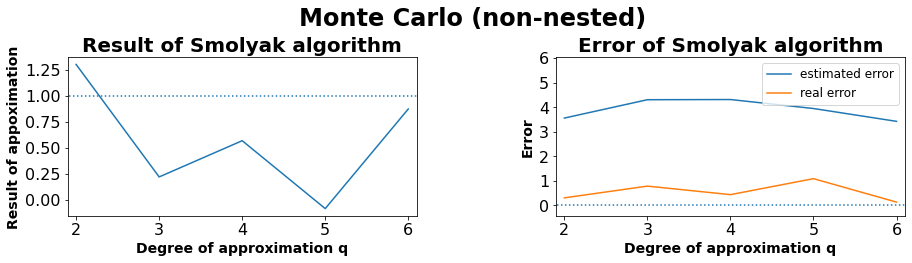 Monte Carlo (non-nested)
Result of Smolyak algorithm
Result of appoximation
1.25
1.00
0.75
0.50
0.25
0.00
2 3 4 5 6
Degree of approximation q
Error of Smolyak algorithm
Error
6
5
4
3
2
1
0
estimated error
real error
2 3 4 5 6
Degree of approximation q